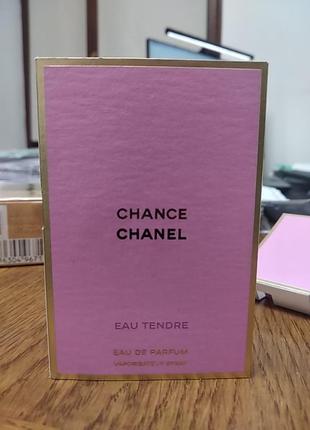 CHANCE
CHANEL
EAU TENDRE
EAU DE PARFUM
VAPORISATEUR SPRAY